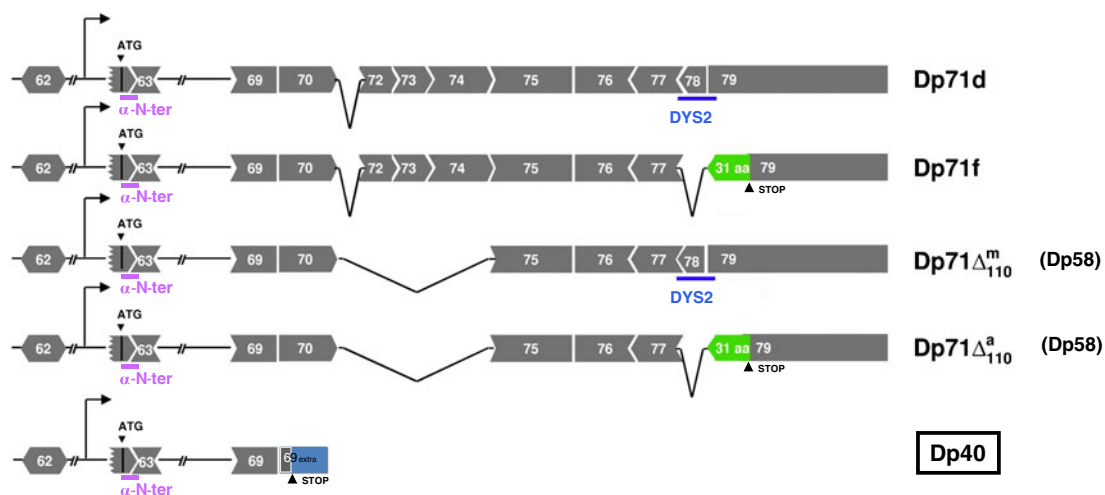 ATG
62 63 69 70 72 73 74 75 76 77 78 79 Dp71d
α-N-ter DYS2
ATG
62 63 69 70 72 73 74 75 76 77 31 aa 79 Dp71f
α-N-ter STOP
ATG
62 63 69 70 75 76 77 78 79 Dp71Δᵐ₁₁₀ (Dp58)
α-N-ter DYS2
ATG
62 63 69 70 75 76 77 31 aa 79 Dp71Δᵃ₁₁₀ (Dp58)
α-N-ter STOP
ATG
62 63 69 69 extra Dp40
α-N-ter STOP